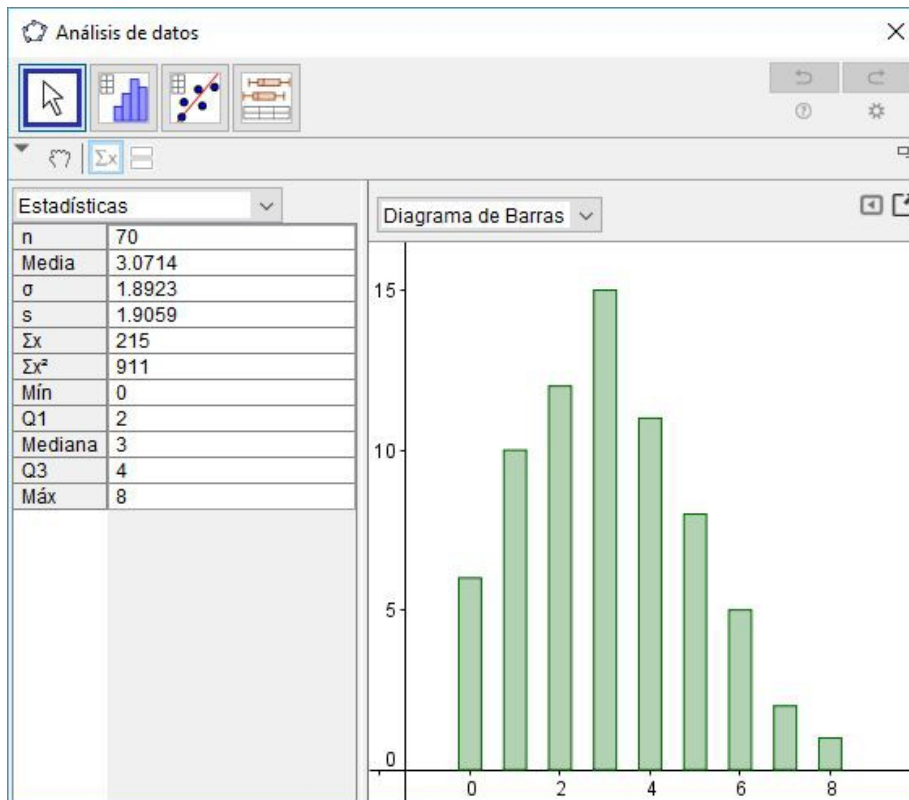 Análisis de datos
Σx
Estadísticas
n 70
Media 3.0714
σ 1.8923
s 1.9059
Σx 215
Σx² 911
Mín 0
Q1 2
Mediana 3
Q3 4
Máx 8
Diagrama de Barras
15
10
5
0
0 2 4 6 8